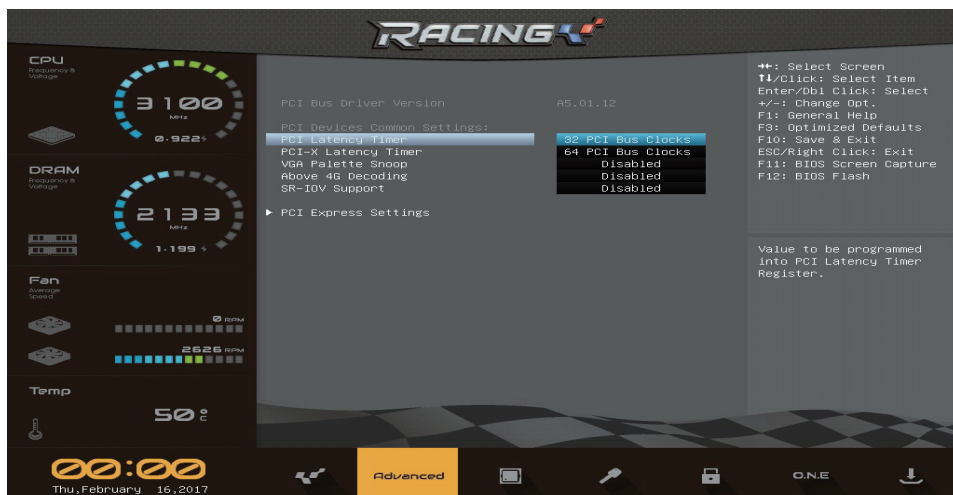 RACING
CPU
Frequency &
Voltage
3100
MHz
0.922v
DRAM
Frequency &
Voltage
2133
MHz
1.199 v
Fan
Average
Speed
0 RPM
2626 RPM
Temp
50 °C
00:00
Thu,February 16,2017
PCI Bus Driver Version A5.01.12
PCI Devices Common Settings:
PCI Latency Timer 32 PCI Bus Clocks
PCI-X Latency Timer 64 PCI Bus Clocks
VGA Palette Snoop Disabled
Above 4G Decoding Disabled
SR-IOV Support Disabled
▶ PCI Express Settings
→←: Select Screen
↑↓/Click: Select Item
Enter/Dbl Click: Select
+/-: Change Opt.
F1: General Help
F3: Optimized Defaults
F10: Save & Exit
ESC/Right Click: Exit
F11: BIOS Screen Capture
F12: BIOS Flash
Value to be programmed
into PCI Latency Timer
Register.
Advanced
O.N.E